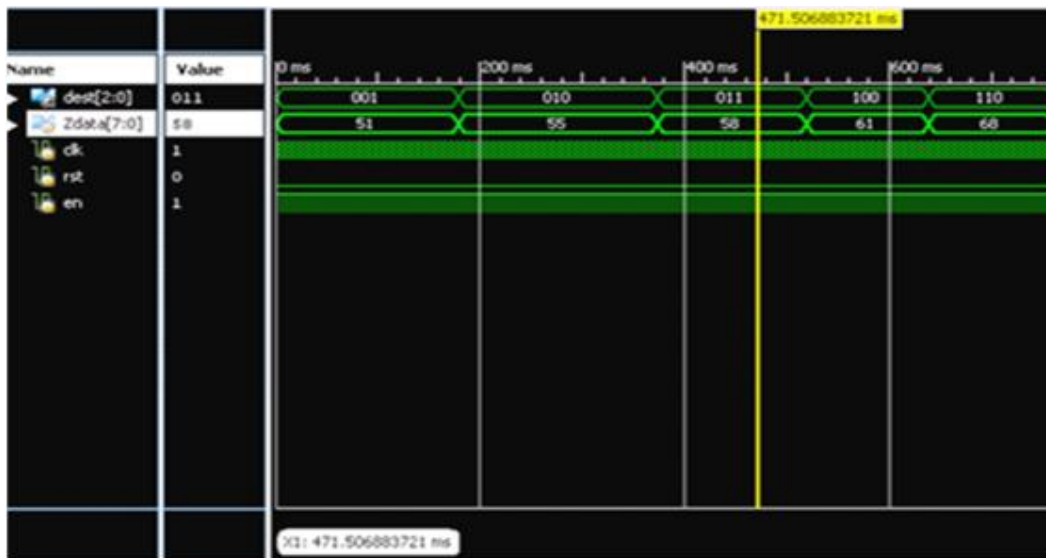 471.506883721 ms
Name Value 0 ms 200 ms 400 ms 600 ms
dest[2:0] 011 001 010 011 100 110
Zdata[7:0] 58 51 55 58 61 68
clk 1
rst 0
en 1
X1: 471.506883721 ms